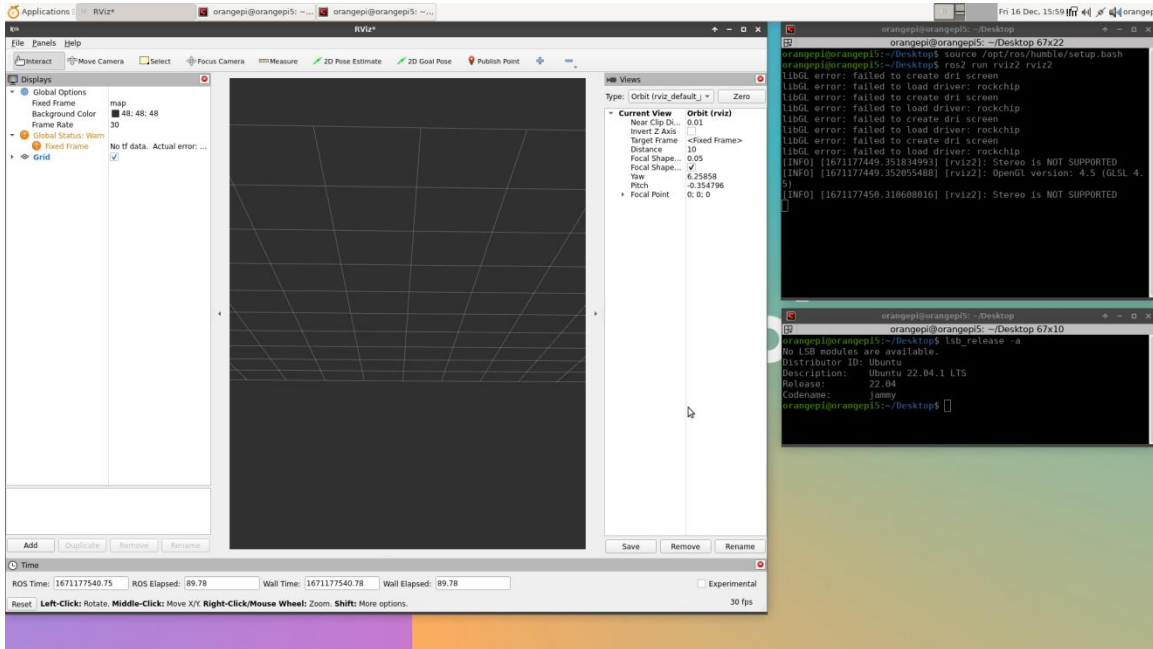 Applications
RViz*
orangepi@orangepi5: ~...
orangepi@orangepi5: ~...
Fri 16 Dec, 15:59
orangep
RViz*
File Panels Help
Interact Move Camera Select Focus Camera Measure 2D Pose Estimate 2D Goal Pose Publish Point
Displays
Global Options
Fixed Frame map
Background Color 48; 48; 48
Frame Rate 30
Global Status: Warn
Fixed Frame No tf data. Actual error: ...
Grid
Add Duplicate Remove Rename
Views
Type: Orbit (rviz_default_ Zero
Current View Orbit (rviz)
Near Clip Di... 0.01
Invert Z Axis
Target Frame <Fixed Frame>
Distance 10
Focal Shape... 0.05
Focal Shape...
Yaw 6.25858
Pitch -0.354796
Focal Point 0; 0; 0
Save Remove Rename
Time
ROS Time: 1671177540.75 ROS Elapsed: 89.78 Wall Time: 1671177540.78 Wall Elapsed: 89.78 Experimental
Reset Left-Click: Rotate. Middle-Click: Move X/Y. Right-Click/Mouse Wheel: Zoom. Shift: More options. 30 fps
orangepi@orangepi5: ~/Desktop
orangepi@orangepi5: ~/Desktop 67x22
orangepi@orangepi5:~/Desktop$ source /opt/ros/humble/setup.bash
orangepi@orangepi5:~/Desktop$ ros2 run rviz2 rviz2
libGL error: failed to create dri screen
libGL error: failed to load driver: rockchip
libGL error: failed to create dri screen
libGL error: failed to load driver: rockchip
libGL error: failed to create dri screen
libGL error: failed to load driver: rockchip
libGL error: failed to create dri screen
libGL error: failed to load driver: rockchip
[INFO] [1671177449.351834993] [rviz2]: Stereo is NOT SUPPORTED
[INFO] [1671177449.352055488] [rviz2]: OpenGl version: 4.5 (GLSL 4.
5)
[INFO] [1671177450.310608016] [rviz2]: Stereo is NOT SUPPORTED
orangepi@orangepi5: ~/Desktop
orangepi@orangepi5: ~/Desktop 67x10
orangepi@orangepi5:~/Desktop$ lsb_release -a
No LSB modules are available.
Distributor ID: Ubuntu
Description: Ubuntu 22.04.1 LTS
Release: 22.04
Codename: jammy
orangepi@orangepi5:~/Desktop$